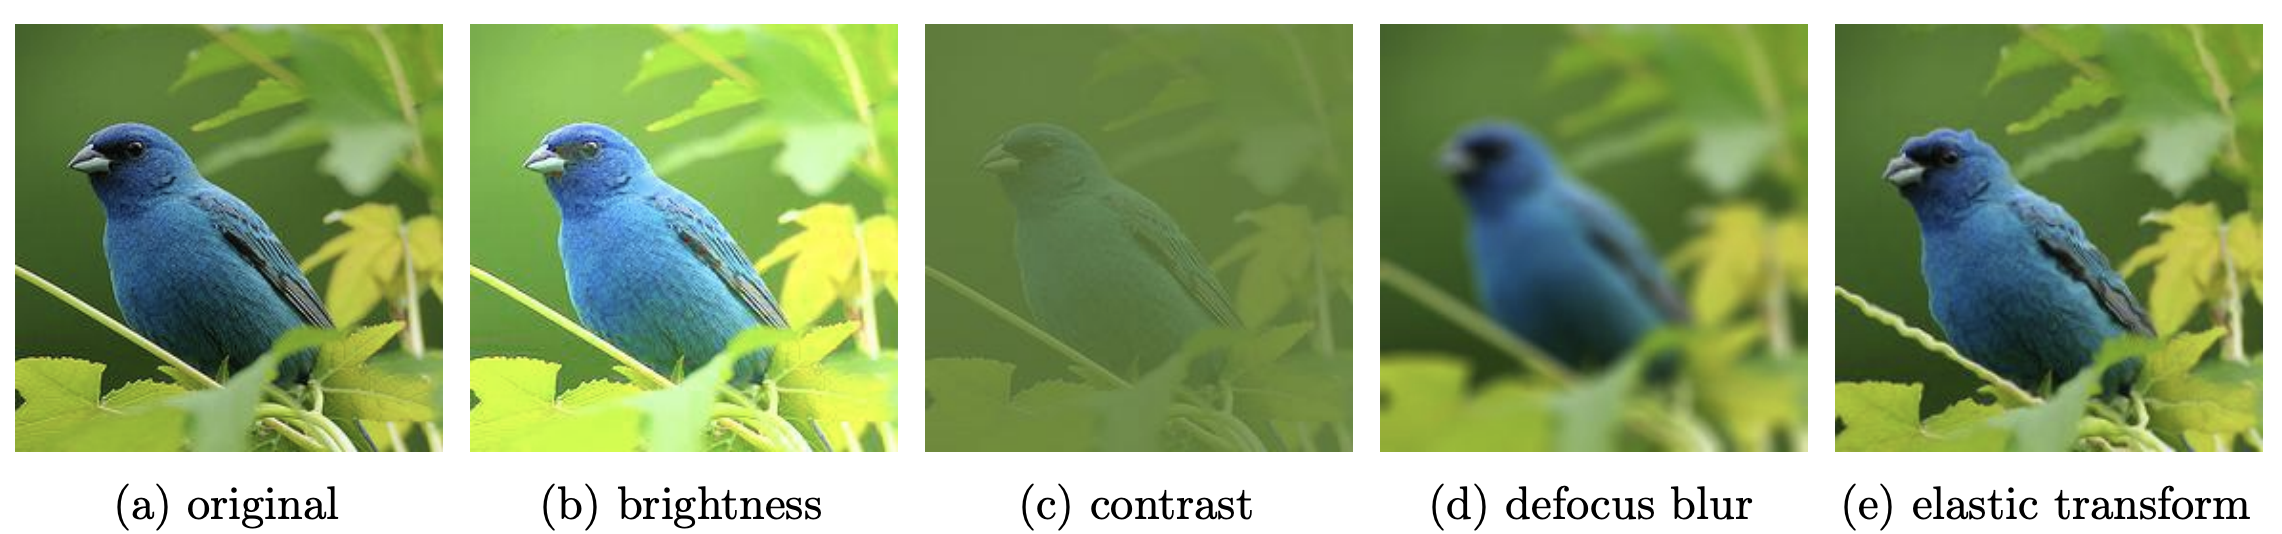 (a) original
(b) brightness
(c) contrast
(d) defocus blur
(e) elastic transform